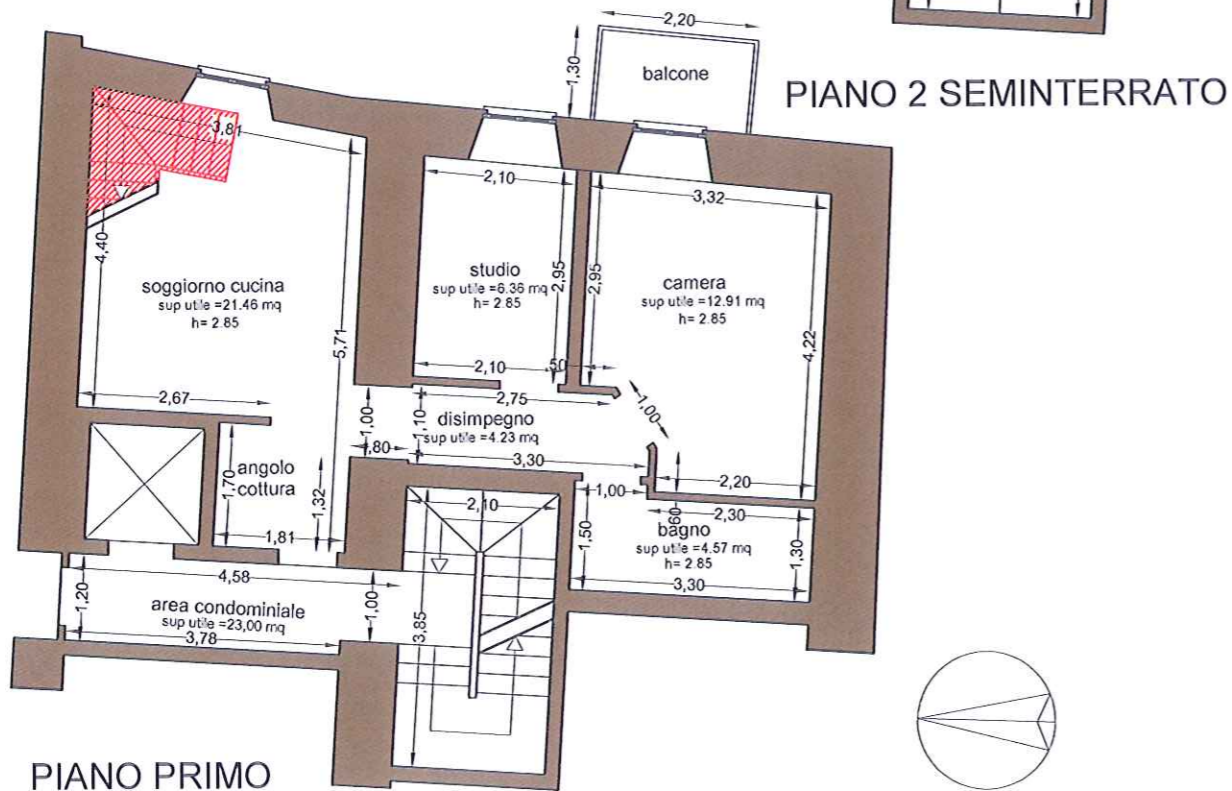 2,20
1,30
balcone
PIANO 2 SEMINTERRATO
3,81
4,40
soggiorno cucina
sup utile =21.46 mq
h= 2.85
5,71
2,67
2,10
studio
sup utile =6.36 mq
h= 2.85
2,95
2,10
,50
3,32
2,95
camera
sup utile =12.91 mq
h= 2.85
4,22
2,75
1,00
1,10
disimpegno
sup utile =4.23 mq
,80
3,30
1,00
angolo
cottura
1,70
1,32
1,81
2,10
1,00
2,20
,60
2,30
1,50
bagno
sup utile =4.57 mq
h= 2.85
1,30
3,30
4,58
1,20
area condominiale
sup utile =23,00 mq
3,78
1,00
3,85
PIANO PRIMO